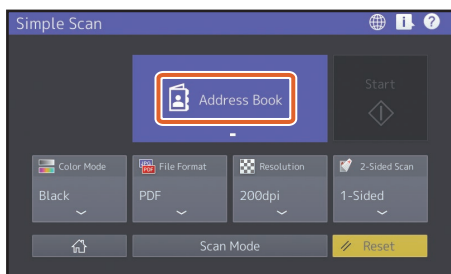 Simple Scan
Address Book
Start
Color Mode
File Format
Resolution
2-Sided Scan
Black
PDF
200dpi
1-Sided
Scan Mode
Reset